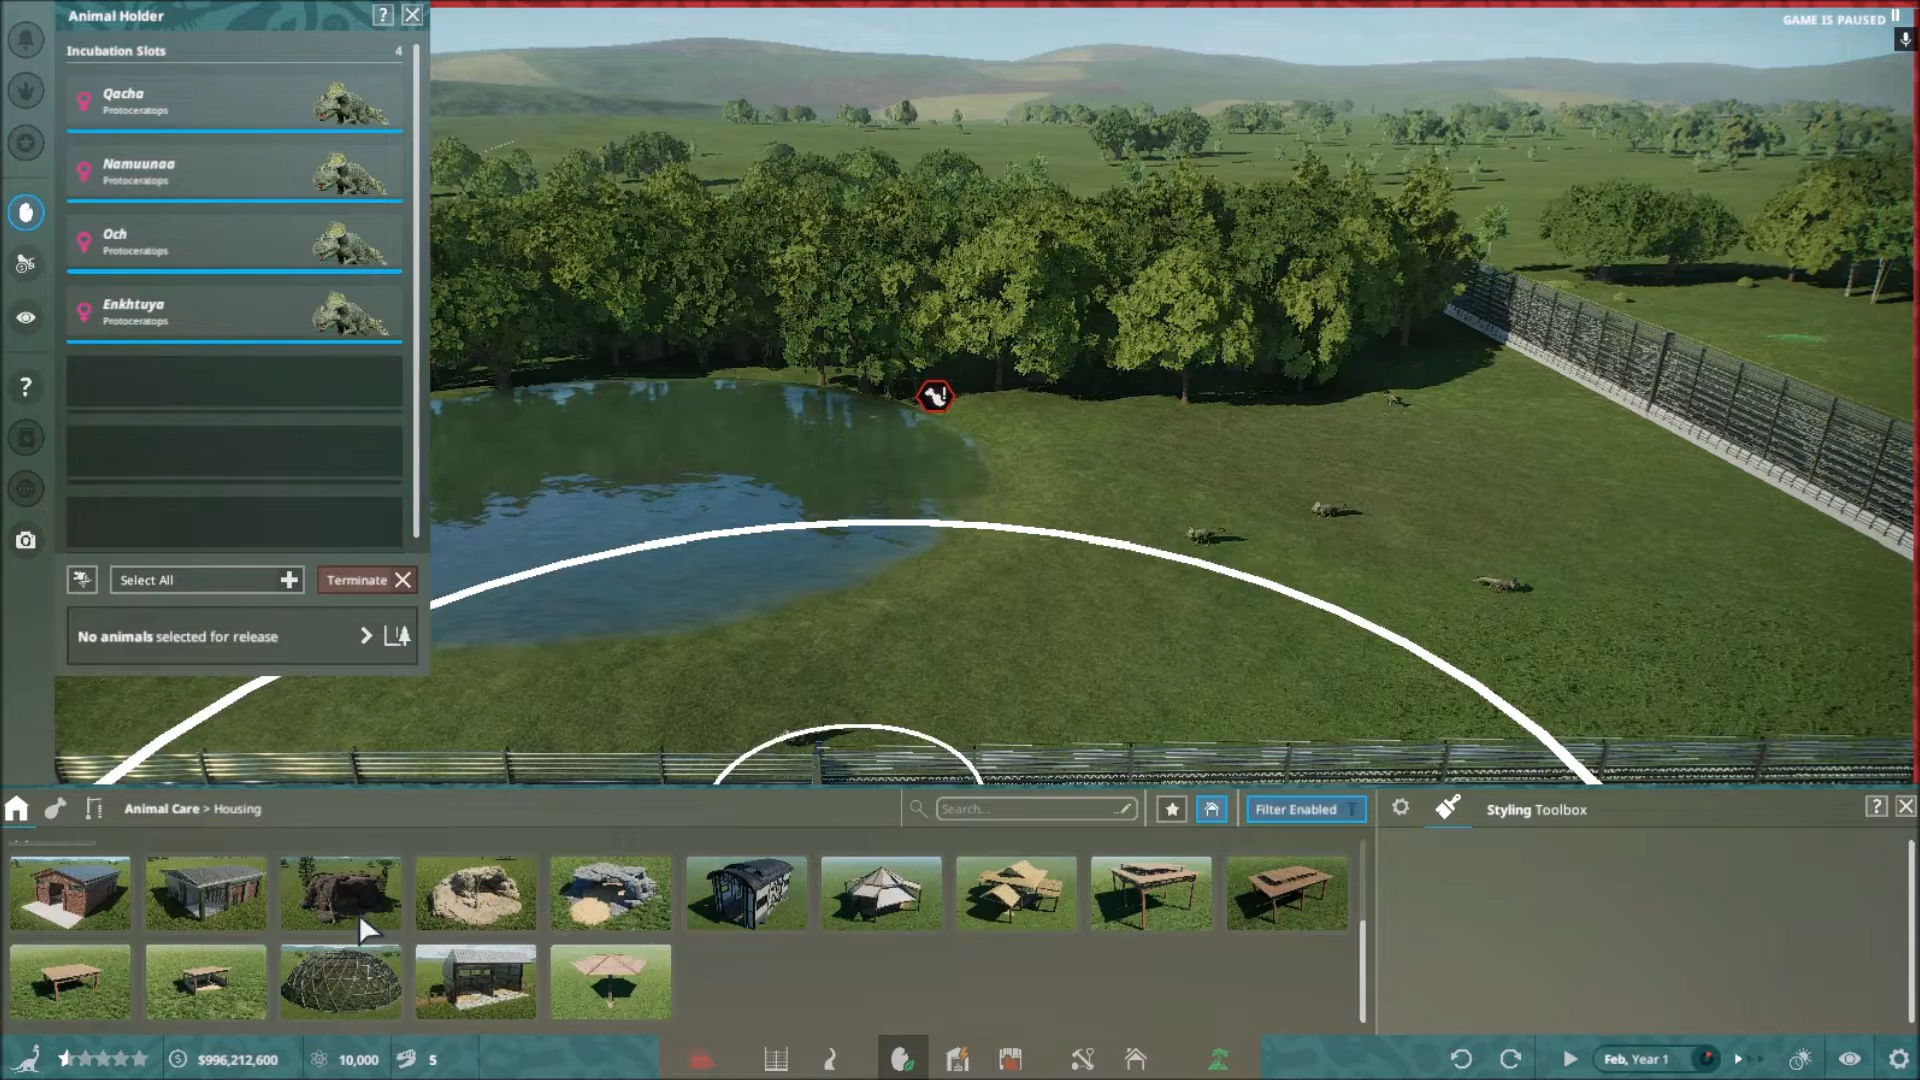 Animal Holder
?
GAME IS PAUSED
Incubation Slots 4
Qacha
Protoceratops
Namuunaa
Protoceratops
Och
Protoceratops
Enkhtuya
Protoceratops
?
Select All
Terminate
No animals selected for release
Animal Care > Housing
Search...
Filter Enabled
Styling Toolbox
?
$996,212,600
10,000
5
Feb, Year 1